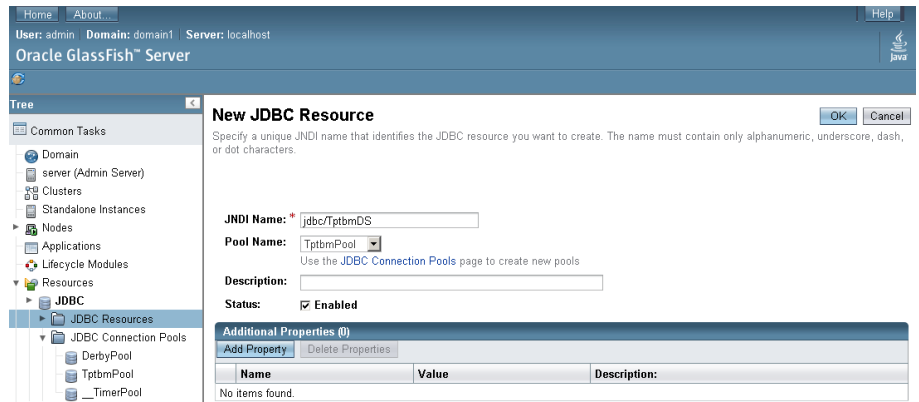 Home About... Help
User: admin Domain: domain1 Server: localhost
Oracle GlassFish™ Server
Java
Tree
Common Tasks
Domain
server (Admin Server)
Clusters
Standalone Instances
Nodes
Applications
Lifecycle Modules
Resources
JDBC
JDBC Resources
JDBC Connection Pools
DerbyPool
TptbmPool
__TimerPool
New JDBC Resource
OK Cancel
Specify a unique JNDI name that identifies the JDBC resource you want to create. The name must contain only alphanumeric, underscore, dash,
or dot characters.
JNDI Name: * jdbc/TptbmDS
Pool Name: TptbmPool
Use the JDBC Connection Pools page to create new pools
Description:
Status: Enabled
Additional Properties (0)
Add Property Delete Properties
Name Value Description:
No items found.